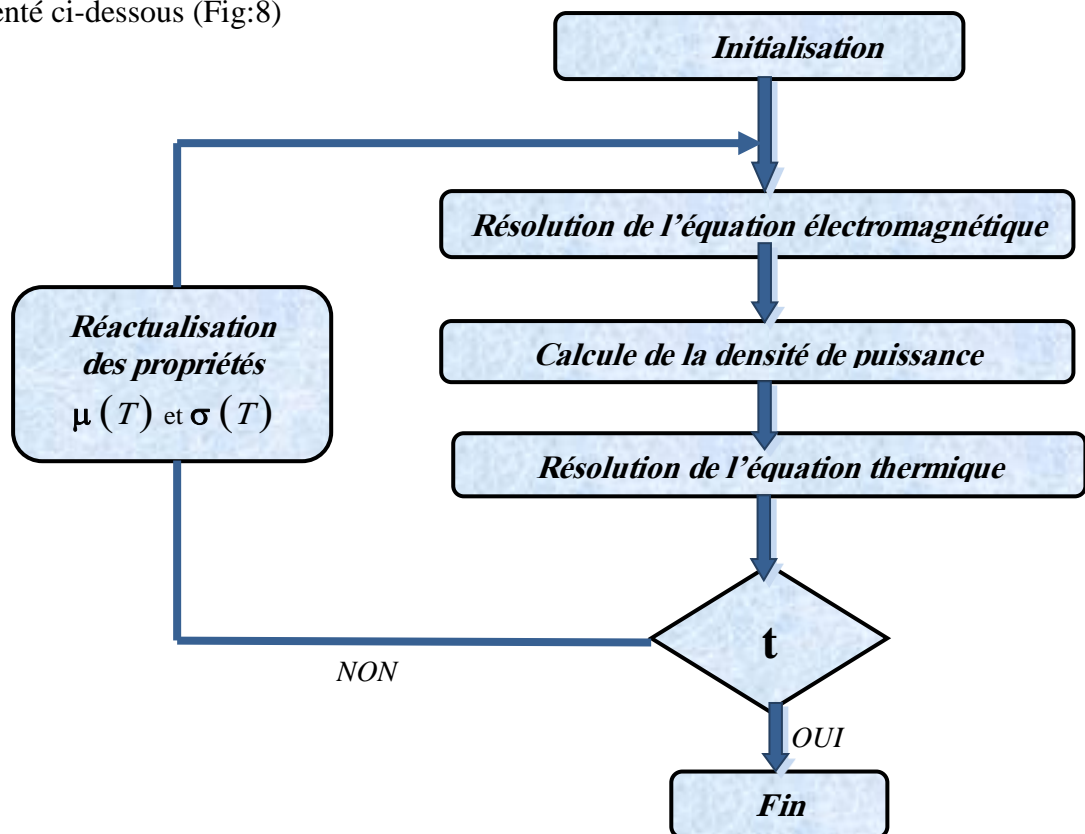 enté ci-dessous (Fig:8)
Initialisation
Résolution de l’équation électromagnétique
Calcule de la densité de puissance
Résolution de l’équation thermique
Réactualisation
des propriétés
μ (T) et σ (T)
t
NON
OUI
Fin